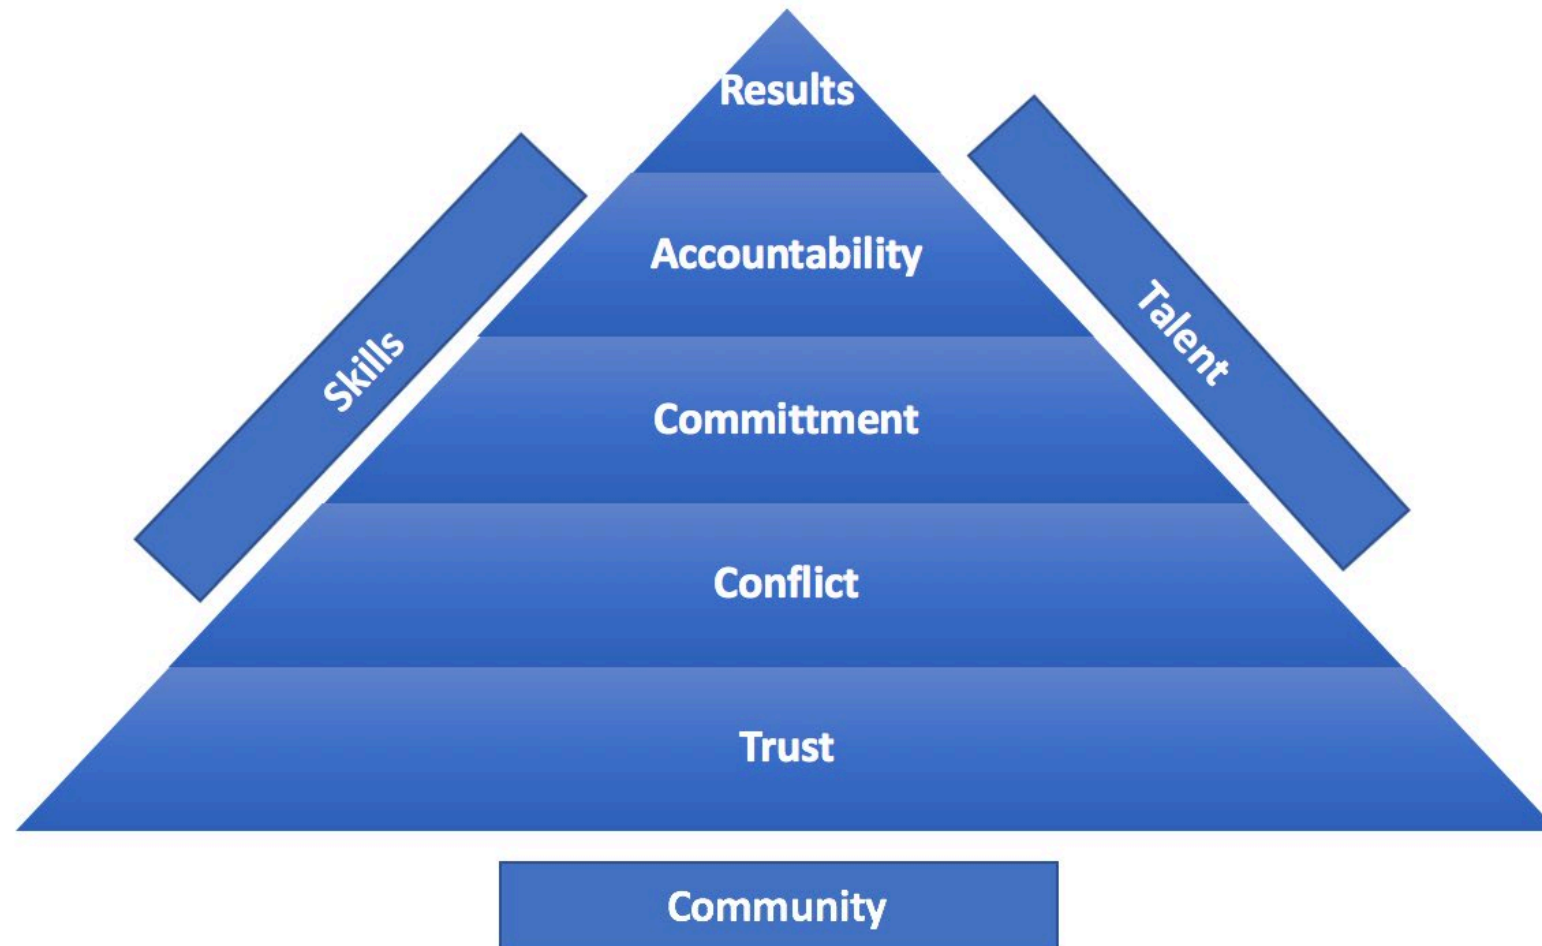 Results
Accountability
Skills
Talent
Committment
Conflict
Trust
Community